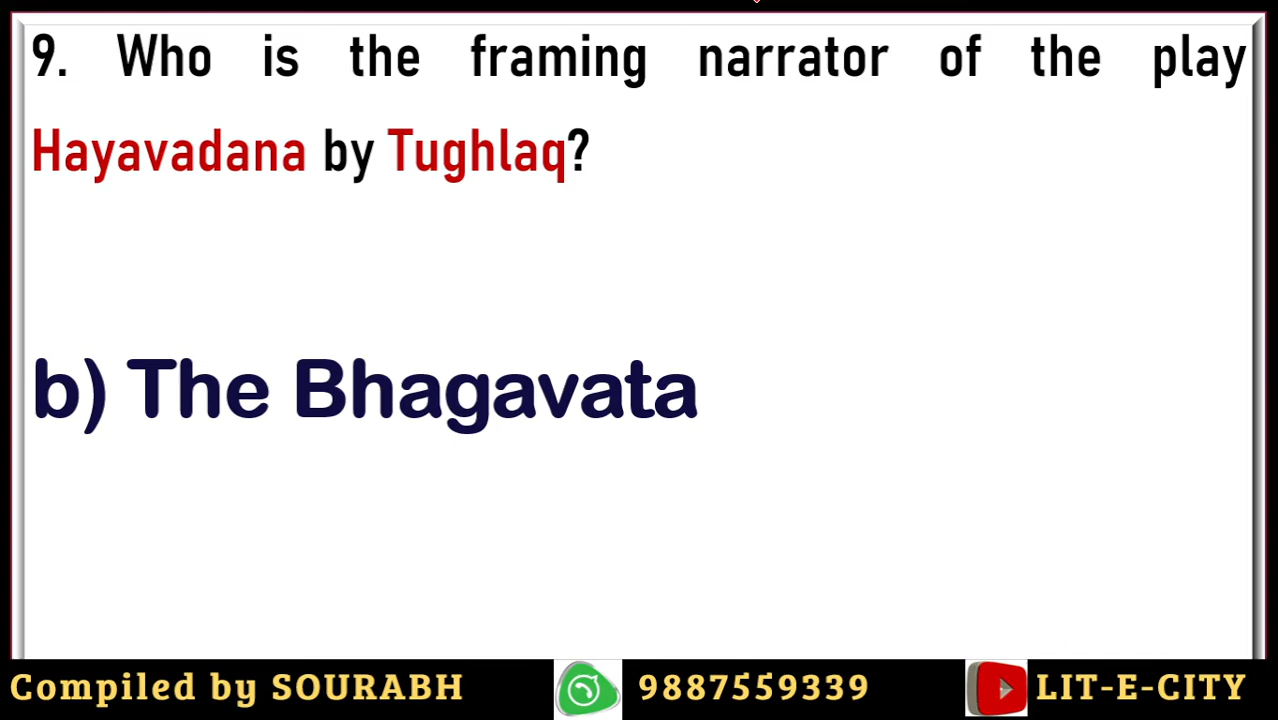 9. Who is the framing narrator of the play
Hayavadana by Tughlaq?
b) The Bhagavata
Compiled by SOURABH 9887559339 LIT-E-CITY